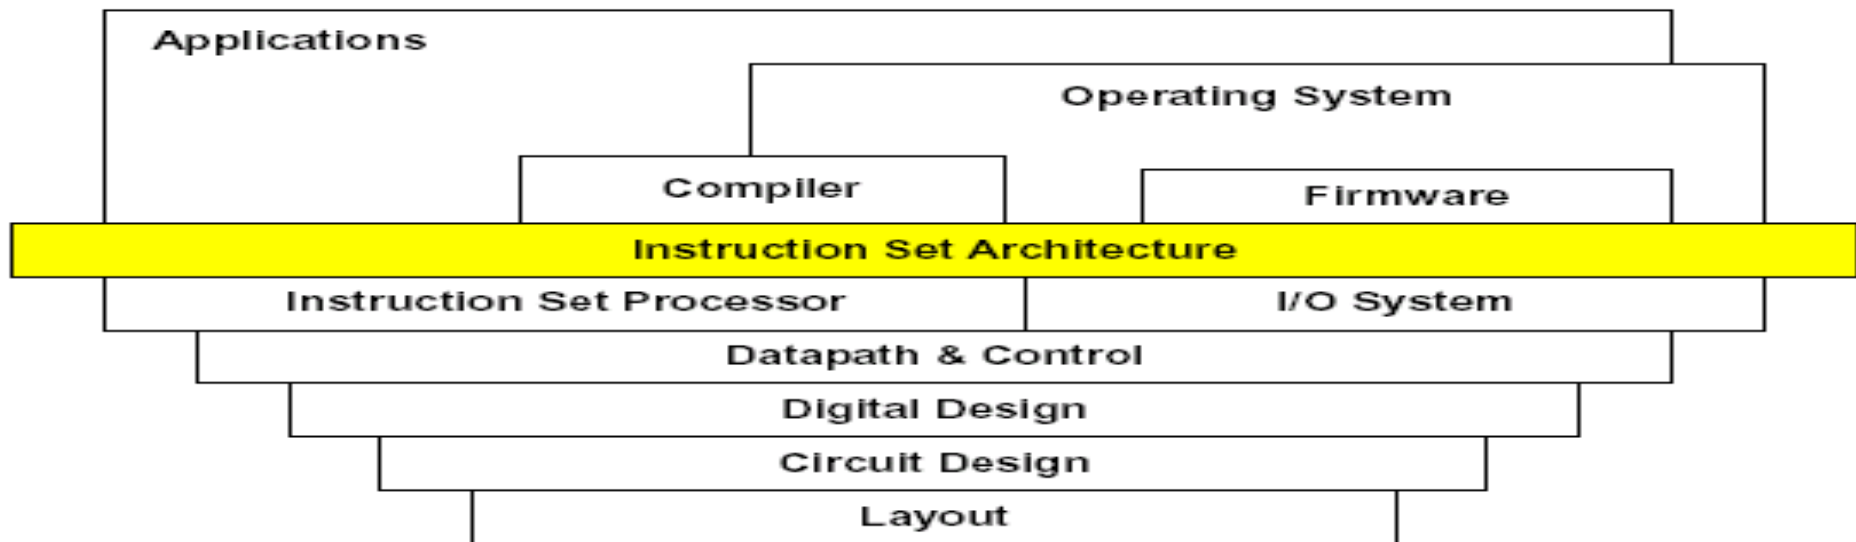 Applications
Operating System
Compiler
Firmware
Instruction Set Architecture
Instruction Set Processor
I/O System
Datapath & Control
Digital Design
Circuit Design
Layout